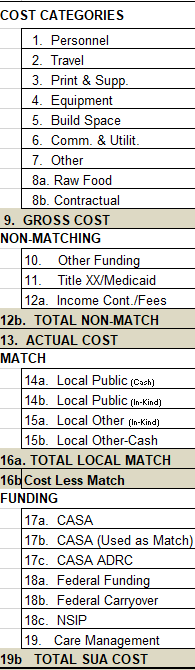 COST CATEGORIES
1. Personnel
2. Travel
3. Print & Supp.
4. Equipment
5. Build Space
6. Comm. & Utilit.
7. Other
8a. Raw Food
8b. Contractual
9. GROSS COST
NON-MATCHING
10. Other Funding
11. Title XX/Medicaid
12a. Income Cont./Fees
12b. TOTAL NON-MATCH
13. ACTUAL COST
MATCH
14a. Local Public (Cash)
14b. Local Public (In-Kind)
15a. Local Other (In-Kind)
15b. Local Other-Cash
16a. TOTAL LOCAL MATCH
16b Cost Less Match
FUNDING
17a. CASA
17b. CASA (Used as Match)
17c. CASA ADRC
18a. Federal Funding
18b. Federal Carryover
18c. NSIP
19. Care Management
19b TOTAL SUA COST